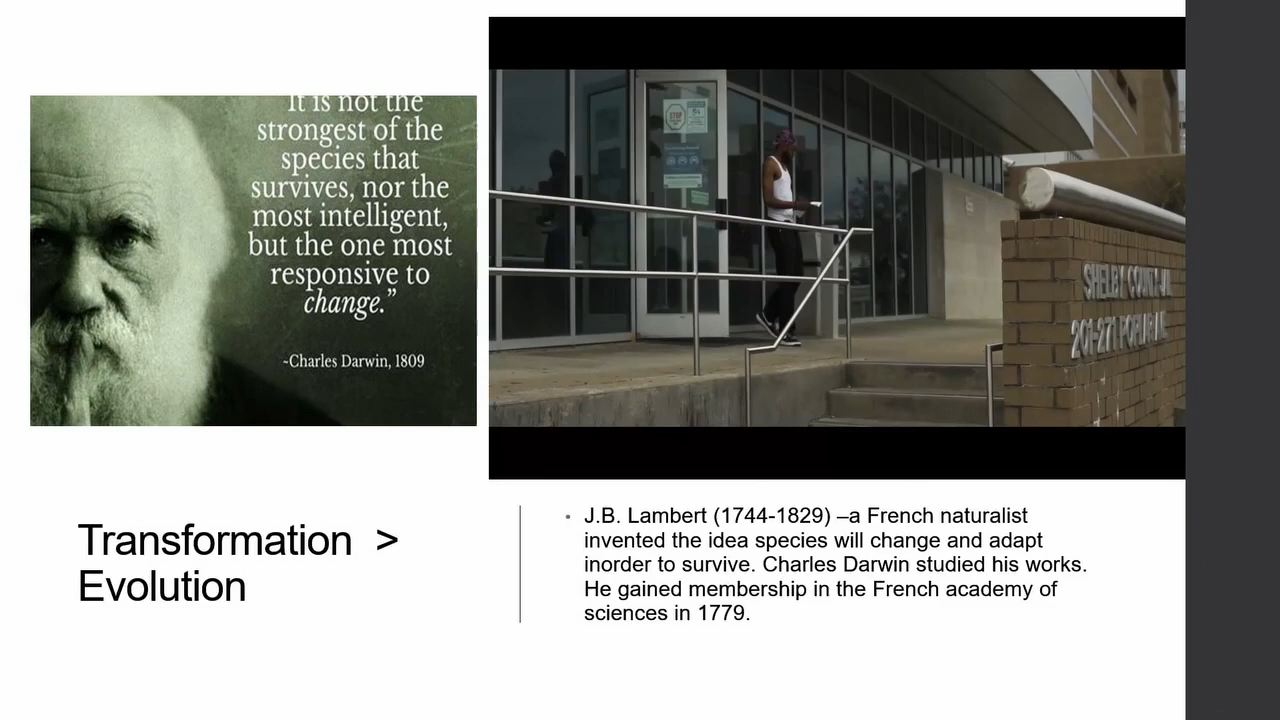 It is not the
strongest of the
species that
survives, nor the
most intelligent,
but the one most
responsive to
change.”
~Charles Darwin, 1809
STOP
SHELBY COUNTY JAIL
201 POPLAR AVE
Transformation >
Evolution
• J.B. Lambert (1744-1829) –a French naturalist
invented the idea species will change and adapt
inorder to survive. Charles Darwin studied his works.
He gained membership in the French academy of
sciences in 1779.